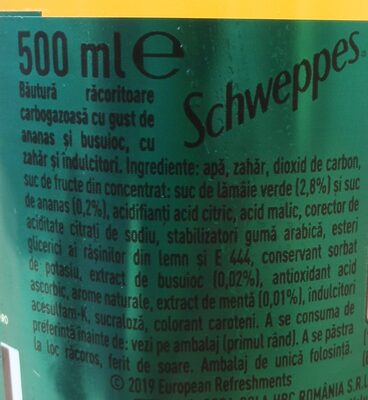 500 ml e
Schweppes
Băutură răcoritoare
carbogazoasă cu gust de
ananas și busuioc, cu
zahăr și îndulcitori. Ingrediente: apă, zahăr, dioxid de carbon,
suc de fructe din concentrat: suc de lămâie verde (2,8%) și suc
de ananas (0,2%), acidifianți acid citric, acid malic, corector de
aciditate citrați de sodiu, stabilizatori gumă arabică, esteri
glicerici ai rășinilor din lemn și E 444, conservant sorbat
de potasiu, extract de busuioc (0,02%), antioxidant acid
ascorbic, arome naturale, extract de mentă (0,01%), îndulcitori
acesulfam-K, sucraloză, colorant caroteni. A se consuma de
preferință înainte de: vezi pe ambalaj (primul rând). A se păstra
la loc răcoros, ferit de soare. Ambalaj de unică folosință.
© 2019 European Refreshments
HBC ROMÂNIA S.R.L